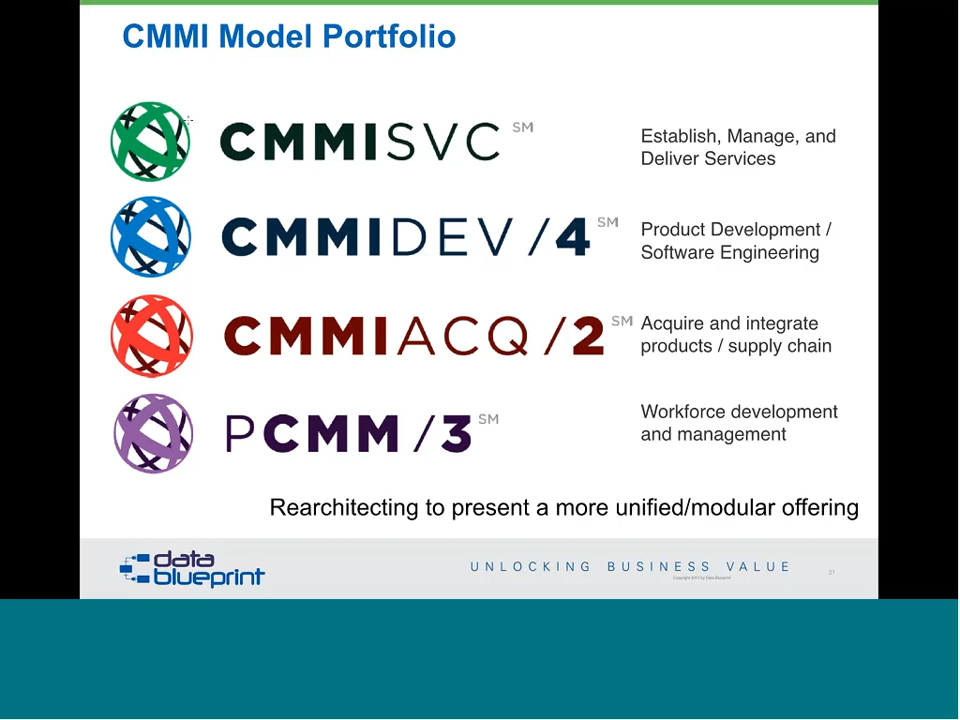 CMMI Model Portfolio
CMMISVC SM
Establish, Manage, and
Deliver Services
CMMIDEV/4 SM
Product Development /
Software Engineering
CMMIACQ/2 SM
Acquire and integrate
products / supply chain
PCMM/3 SM
Workforce development
and management
Rearchitecting to present a more unified/modular offering
data
blueprint
UNLOCKING BUSINESS VALUE
21